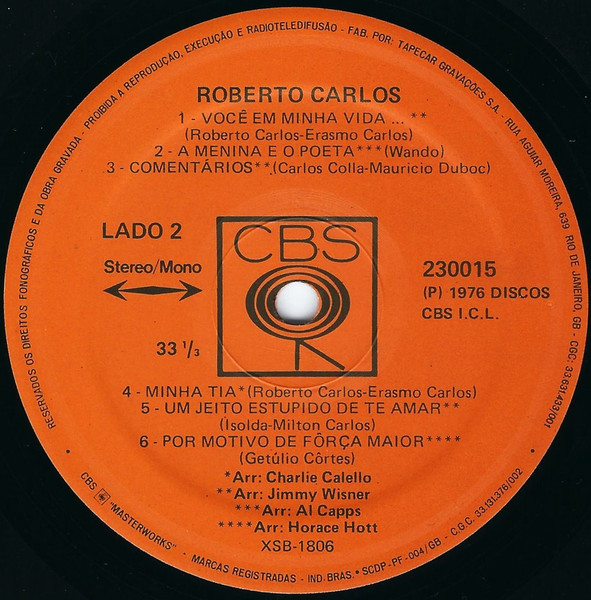 RESERVADOS OS DIREITOS FONOGRÁFICOS E DA OBRA GRAVADA. - PROIBIDA A REPRODUÇÃO, EXECUÇÃO E RADIOTELEDIFUSÃO - FAB. POR: TAPECAR GRAVAÇÕES S.A. - RUA AGUIAR MOREIRA, 639 RIO DE JANEIRO, GB - CGC: 33.631.433/001
ROBERTO CARLOS
1 - VOCÊ EM MINHA VIDA ... **
(Roberto Carlos-Erasmo Carlos)
2 - A MENINA E O POETA***(Wando)
3 - COMENTÁRIOS**(Carlos Colla-Mauricio Duboc)
LADO 2
Stereo/Mono
33 1/3
CBS
230015
(P) 1976 DISCOS
CBS I.C.L.
4 - MINHA TIA*(Roberto Carlos-Erasmo Carlos)
5 - UM JEITO ESTUPIDO DE TE AMAR**
(Isolda-Milton Carlos)
6 - POR MOTIVO DE FÔRÇA MAIOR****
(Getúlio Côrtes)
*Arr: Charlie Calello
**Arr: Jimmy Wisner
***Arr: Al Capps
****Arr: Horace Hott
XSB-1806
CBS "MASTERWORKS" - MARCAS REGISTRADAS - IND. BRAS. • SCDP-PF-004/GB - C.G.C. 33.131.376/002